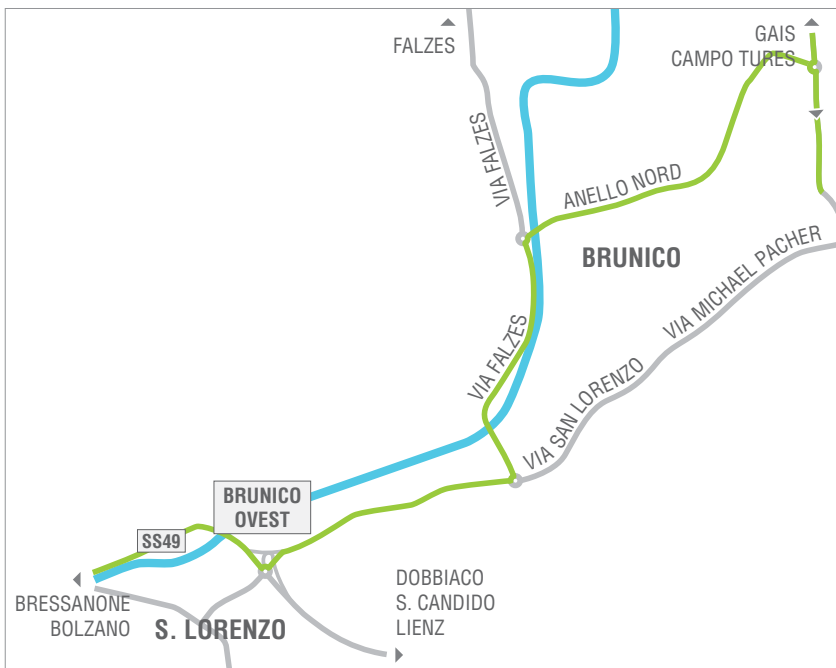 FALZES
GAIS
CAMPO TURES
VIA FALZES
ANELLO NORD
BRUNICO
VIA MICHAEL PACHER
VIA FALZES
VIA SAN LORENZO
BRUNICO
OVEST
SS49
BRESSANONE
BOLZANO
S. LORENZO
DOBBIACO
S. CANDIDO
LIENZ